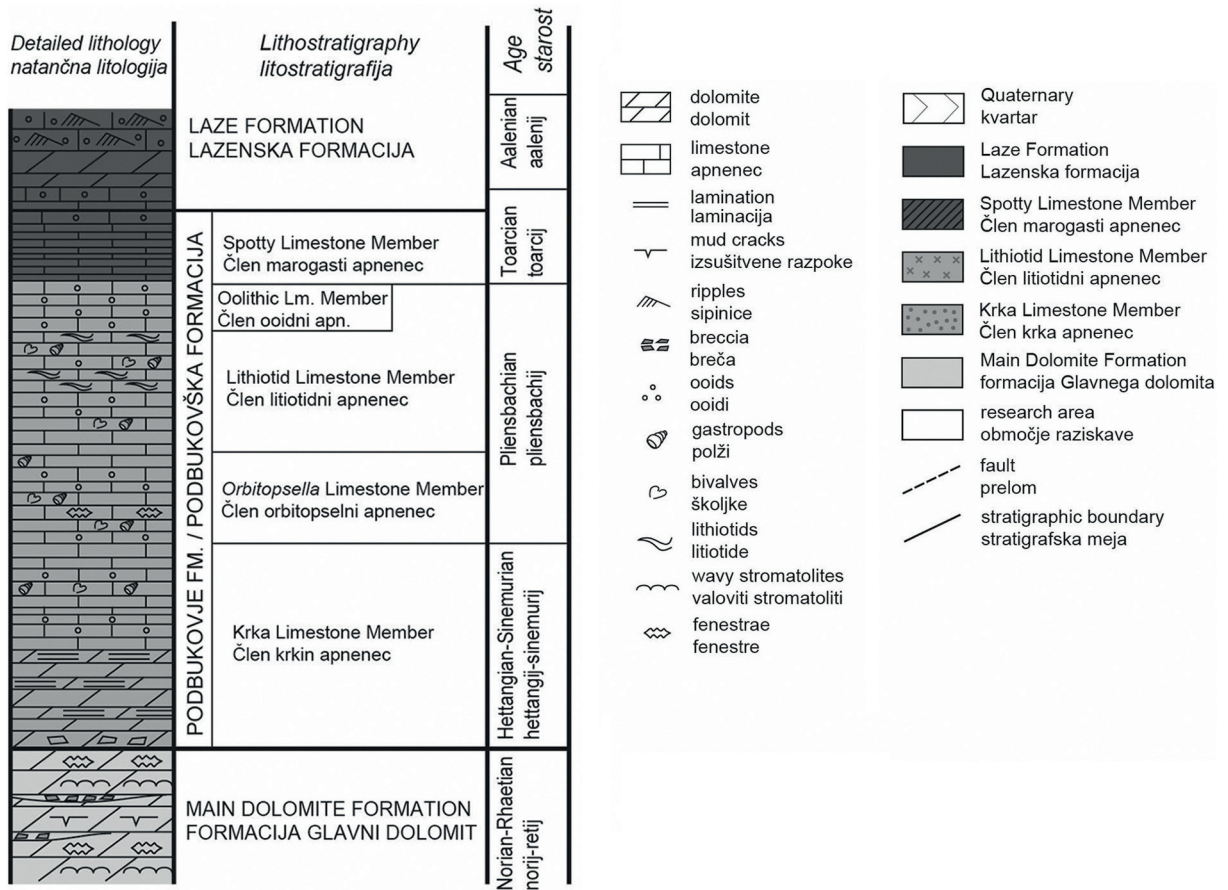 Detailed lithology
natančna litologija
Lithostratigraphy
litostratigrafija
Age
starost
LAZE FORMATION
LAZENSKA FORMACIJA
Aalenian
aalenij
PODBUKOVJE FM. / PODBUKOVŠKA FORMACIJA
Spotty Limestone Member
Člen marogasti apnenec
Toarcian
toarcij
Oolithic Lm. Member
Člen ooidni apn.
Lithiotid Limestone Member
Člen litiotidni apnenec
Orbitopsella Limestone Member
Člen orbitopselni apnenec
Pliensbachian
pliensbachij
Krka Limestone Member
Člen krkin apnenec
Hettangian-Sinemurian
hettangij-sinemurij
MAIN DOLOMITE FORMATION
FORMACIJA GLAVNI DOLOMIT
Norian-Rhaetian
norij-retij
dolomite
dolomit
limestone
apnenec
lamination
laminacija
mud cracks
izsušitvene razpoke
ripples
sipinice
breccia
breča
ooids
ooidi
gastropods
polži
bivalves
školjke
lithiotids
litiotide
wavy stromatolites
valoviti stromatoliti
fenestrae
fenestre
Quaternary
kvartar
Laze Formation
Lazenska formacija
Spotty Limestone Member
Člen marogasti apnenec
Lithiotid Limestone Member
Člen litiotidni apnenec
Krka Limestone Member
Člen krka apnenec
Main Dolomite Formation
formacija Glavnega dolomita
research area
območje raziskave
fault
prelom
stratigraphic boundary
stratigrafska meja